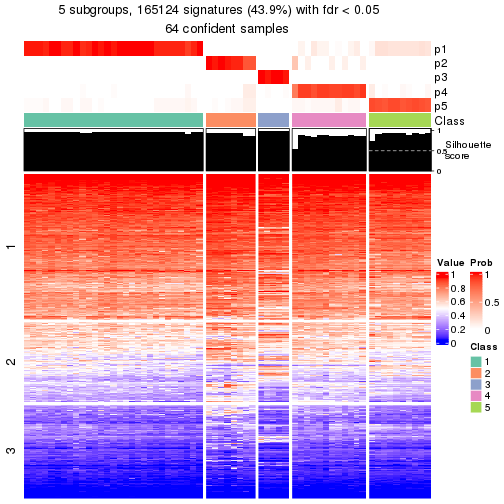 5 subgroups, 165124 signatures (43.9%) with fdr < 0.05
64 confident samples
p1
p2
p3
p4
p5
Class
1
0.5
0
Silhouette
score
1
2
3
Value
1
0.8
0.6
0.4
0.2
0
Prob
1
0.5
0
Class
1
2
3
4
5